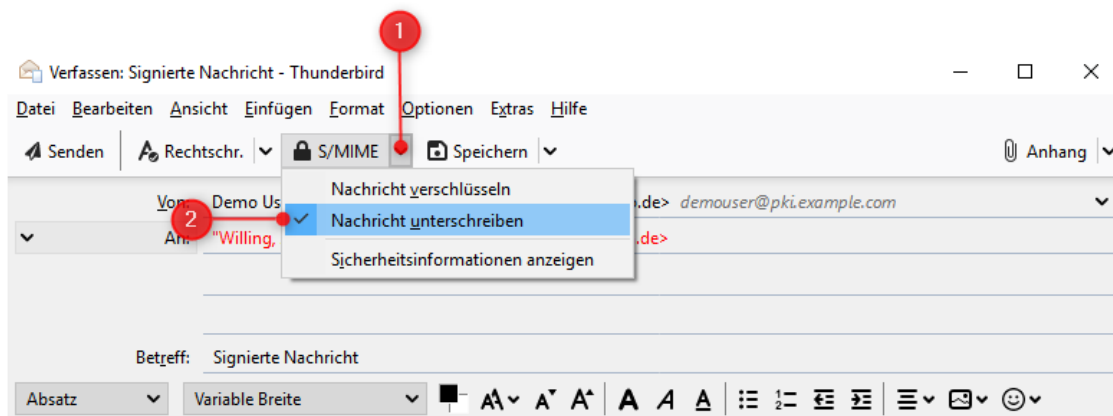 1
Verfassen: Signierte Nachricht - Thunderbird
Datei Bearbeiten Ansicht Einfügen Format Optionen Extras Hilfe
Senden Rechtschr. S/MIME Speichern Anhang
Nachricht verschlüsseln
Von: Demo Us .de> demouser@pki.example.com
2 Nachricht unterschreiben
An: "Willing, .de>
Sicherheitsinformationen anzeigen
Betreff: Signierte Nachricht
Absatz Variable Breite